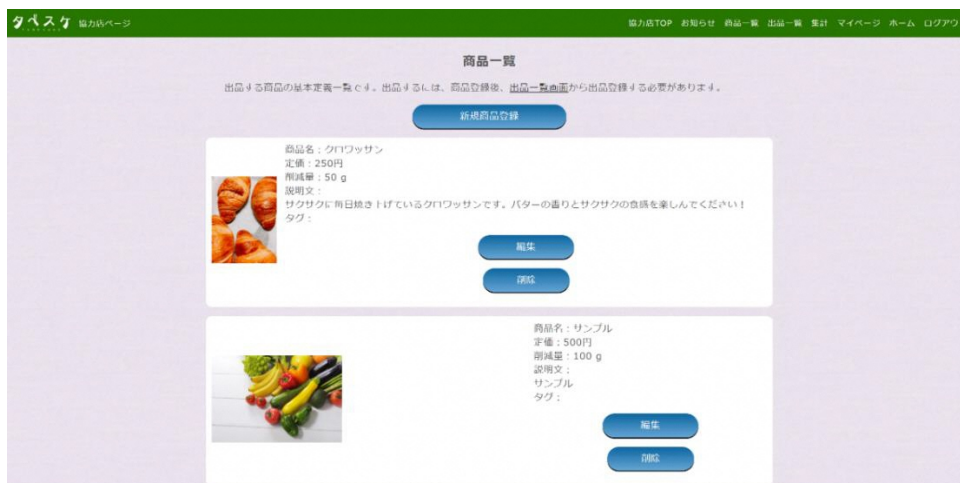 タベスケ 協力店ページ
協力店TOP お知らせ 商品一覧 出品一覧 集計 マイページ ホーム ログアウ
商品一覧
出品する商品の基本定義一覧です。出品するには、商品登録後、出品一覧画面から出品登録する必要があります。
新規商品登録
商品名：クロワッサン
定価：250円
削減量：50 g
説明文：
サクサクに毎日焼き上げているクロワッサンです。バターの香りとサクサクの食感を楽しんでください！
タグ：
編集
削除
商品名：サンプル
定価：500円
削減量：100 g
説明文：
サンプル
タグ：
編集
削除